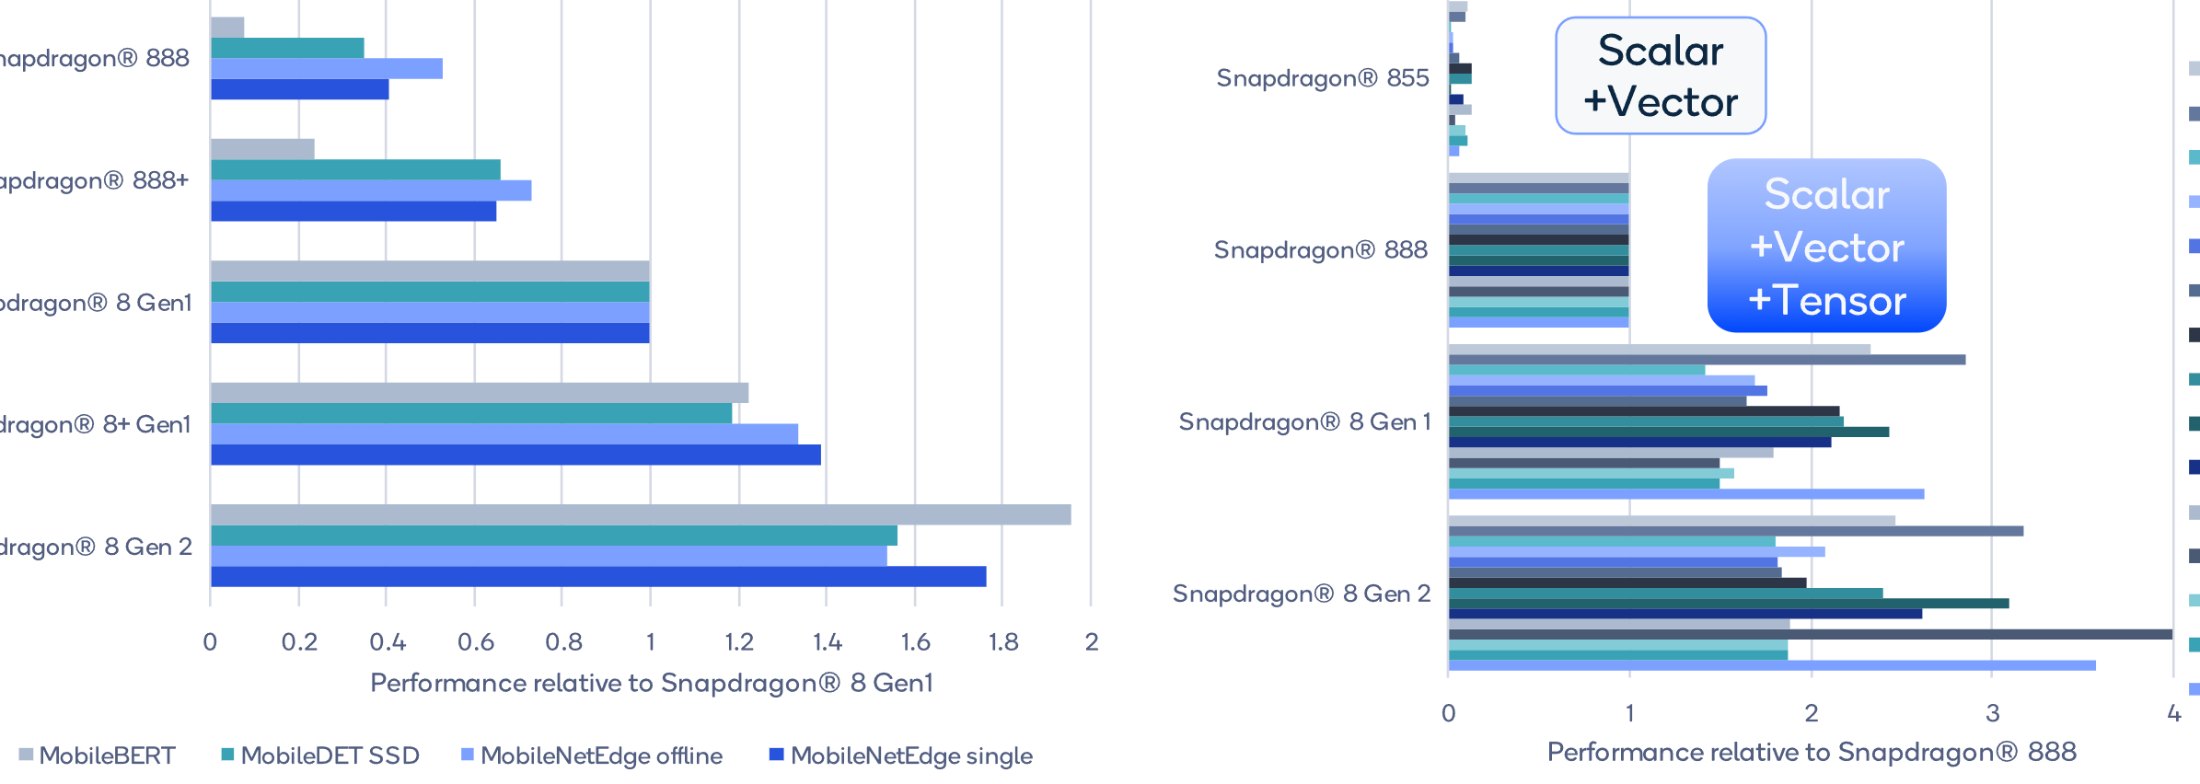 napdragon® 888
apdragon® 888+
dragon® 8 Gen1
dragon® 8+ Gen1
dragon® 8 Gen 2
0 0.2 0.4 0.6 0.8 1 1.2 1.4 1.6 1.8 2
Performance relative to Snapdragon® 8 Gen1
MobileBERT MobileDET SSD MobileNetEdge offline MobileNetEdge single
Snapdragon® 855
Snapdragon® 888
Snapdragon® 8 Gen 1
Snapdragon® 8 Gen 2
Scalar
+Vector
Scalar
+Vector
+Tensor
0 1 2 3 4
Performance relative to Snapdragon® 888